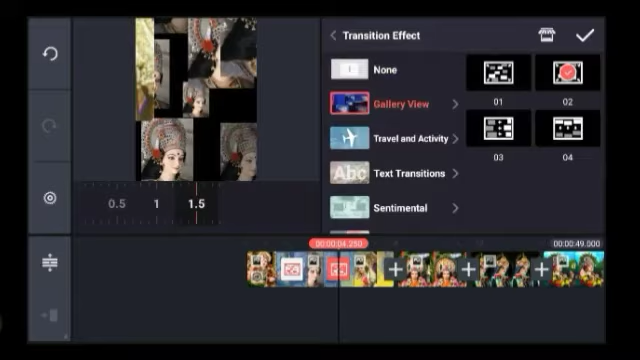 Transition Effect
None
Gallery View
01
02
Travel and Activity
Abc
Text Transitions
03
04
Sentimental
0.5
1
1.5
00:00:04.250
00:00:49.000